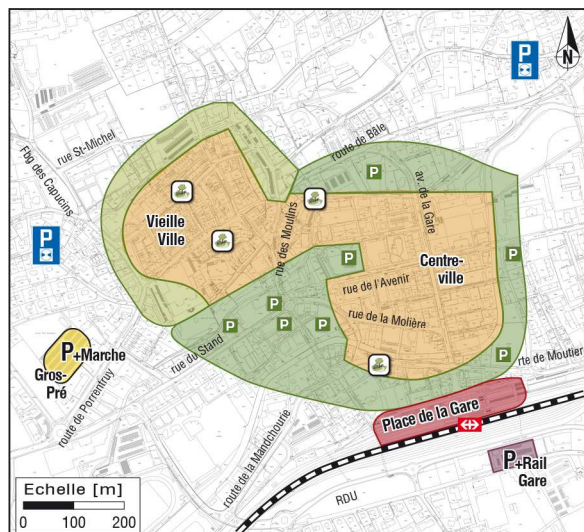 P
N
route de Bâle
rue St-Michel
Fbg des Capucins
P
av. de la Gare
Vieille
Ville
rue des Moulins
P
P
P
Centre-
ville
rue de l'Avenir
P
P
P
P
rue de la Molière
rue du Stand
P
rte de Moutier
P+Marche
Gros-
Pré
route de Porrentruy
Place de la Gare
route de la Mandchourie
P+Rail
Gare
RDU
Echelle [m]
0 100 200